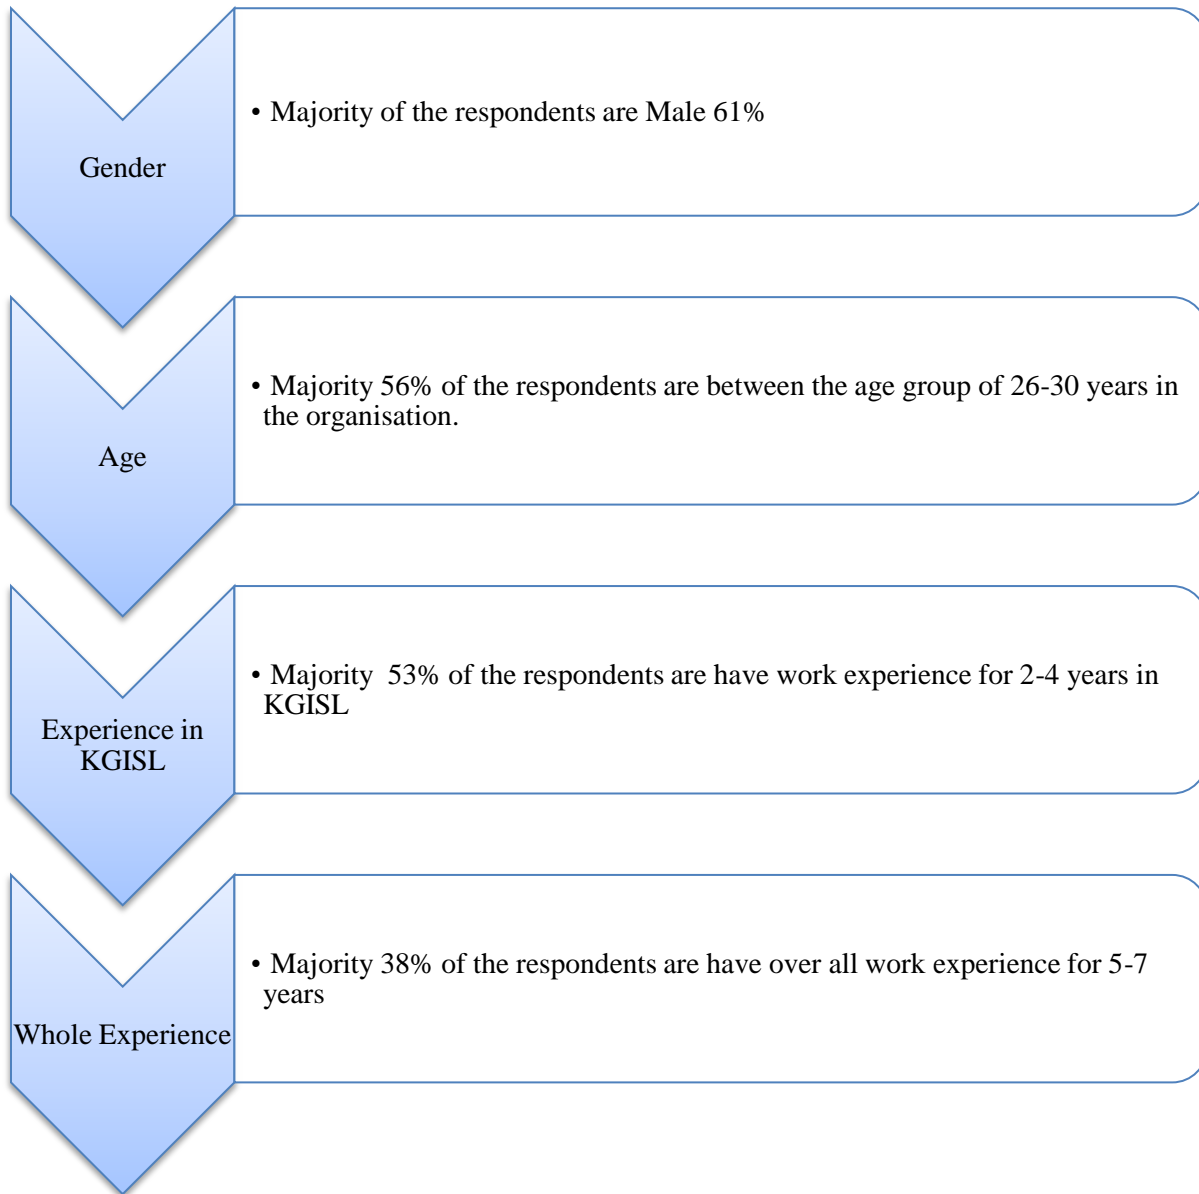 Gender
• Majority of the respondents are Male 61%
Age
• Majority 56% of the respondents are between the age group of 26-30 years in
the organisation.
Experience in
KGISL
• Majority  53% of the respondents are have work experience for 2-4 years in
KGISL
Whole Experience
• Majority 38% of the respondents are have over all work experience for 5-7
years